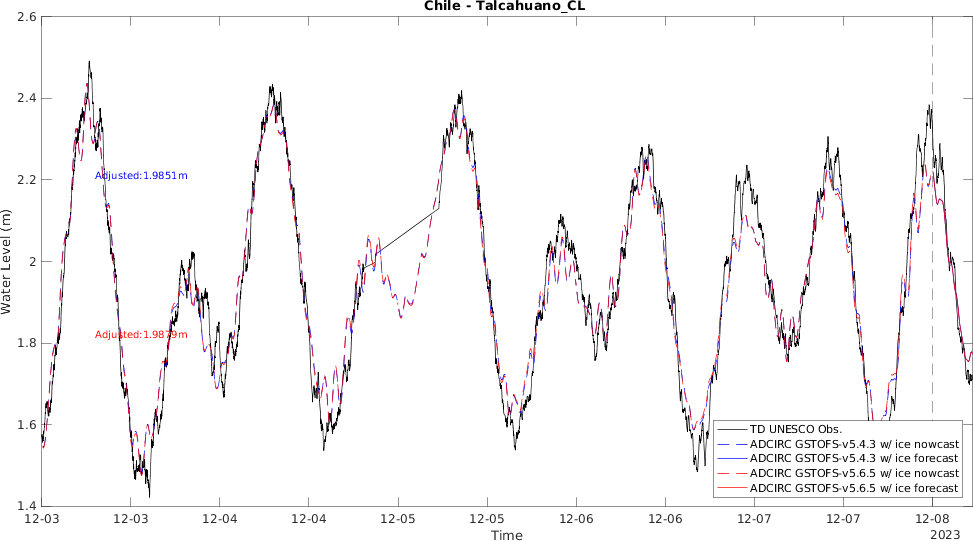 Chile - Talcahuano_CL
2.6
2.4
2.2
2
1.8
1.6
1.4
Water Level (m)
Adjusted:1.9851m
Adjusted:1.9879m
TD UNESCO Obs.
ADCIRC GSTOFS-v5.4.3 w/ ice nowcast
ADCIRC GSTOFS-v5.4.3 w/ ice forecast
ADCIRC GSTOFS-v5.6.5 w/ ice nowcast
ADCIRC GSTOFS-v5.6.5 w/ ice forecast
12-03 12-03 12-04 12-04 12-05 12-05 12-06 12-06 12-07 12-07 12-08
Time
2023